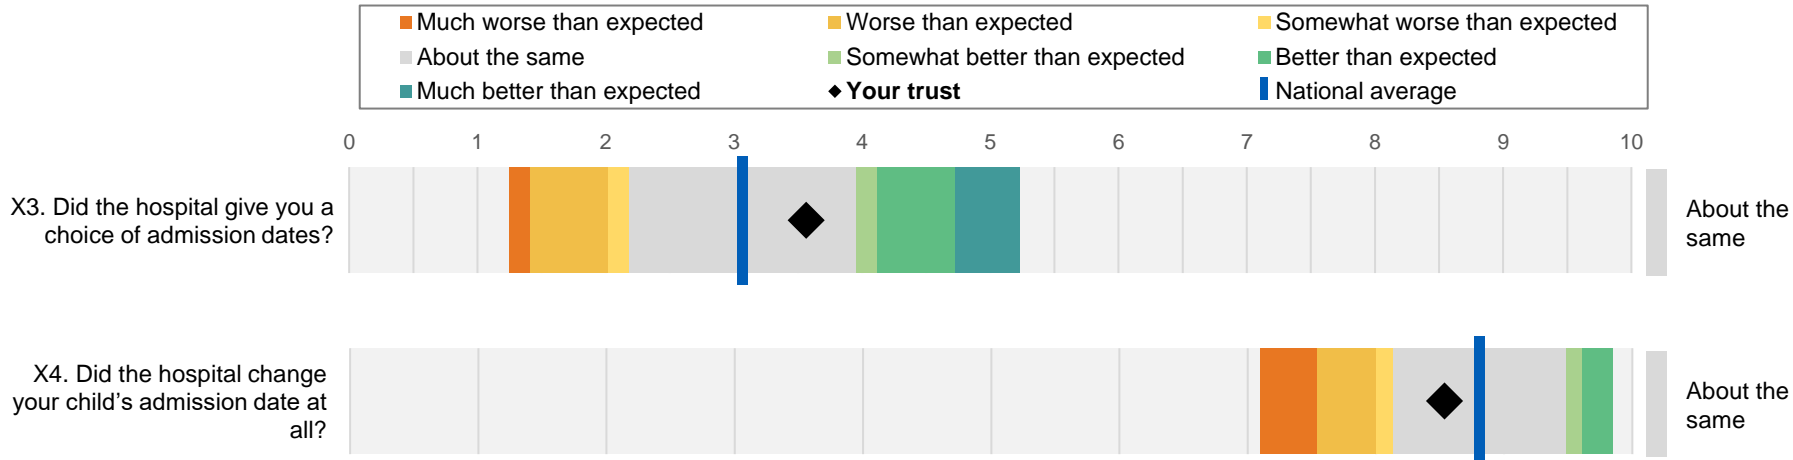 Much worse than expected
Worse than expected
Somewhat worse than expected
About the same
Somewhat better than expected
Better than expected
Much better than expected
Your trust
National average
0 1 2 3 4 5 6 7 8 9 10
X3. Did the hospital give you a
choice of admission dates?
About the
same
X4. Did the hospital change
your child’s admission date at
all?
About the
same